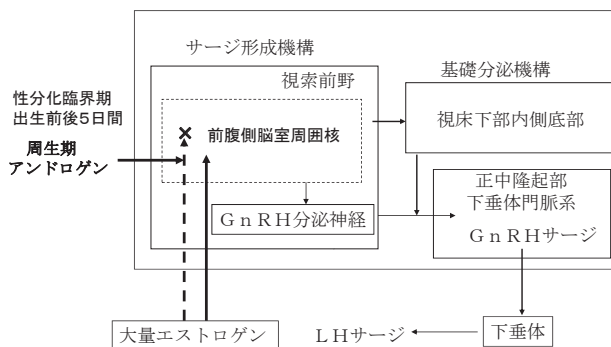 サージ形成機構
視索前野
基礎分泌機構
性分化臨界期
出生前後5日間
前腹側脳室周囲核
視床下部内側底部
周生期
アンドロゲン
正中隆起部
下垂体門脈系
GnRH分泌神経
GnRHサージ
大量エストロゲン
LHサージ
下垂体